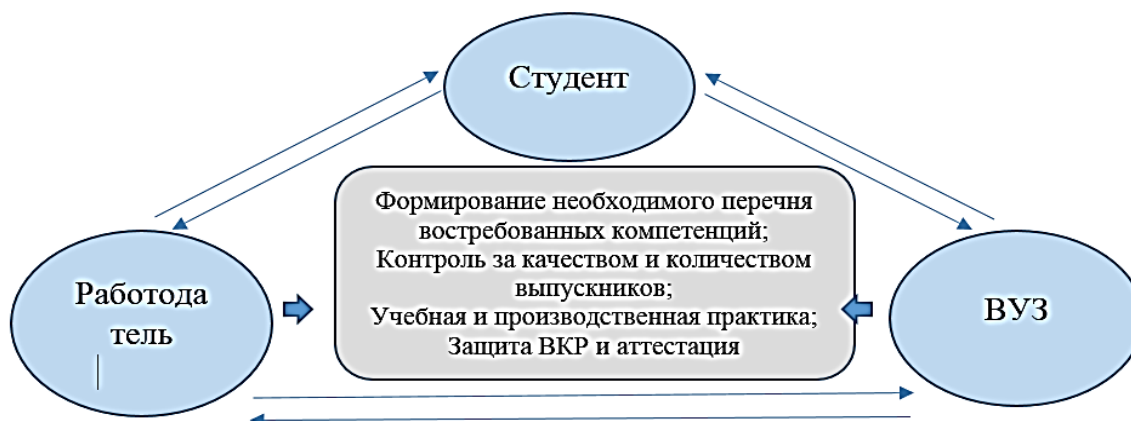 Студент
Формирование необходимого перечня
востребованных компетенций;
Контроль за качеством и количеством
выпускников;
Учебная и производственная практика;
Защита ВКР и аттестация
Работода
тель
ВУЗ